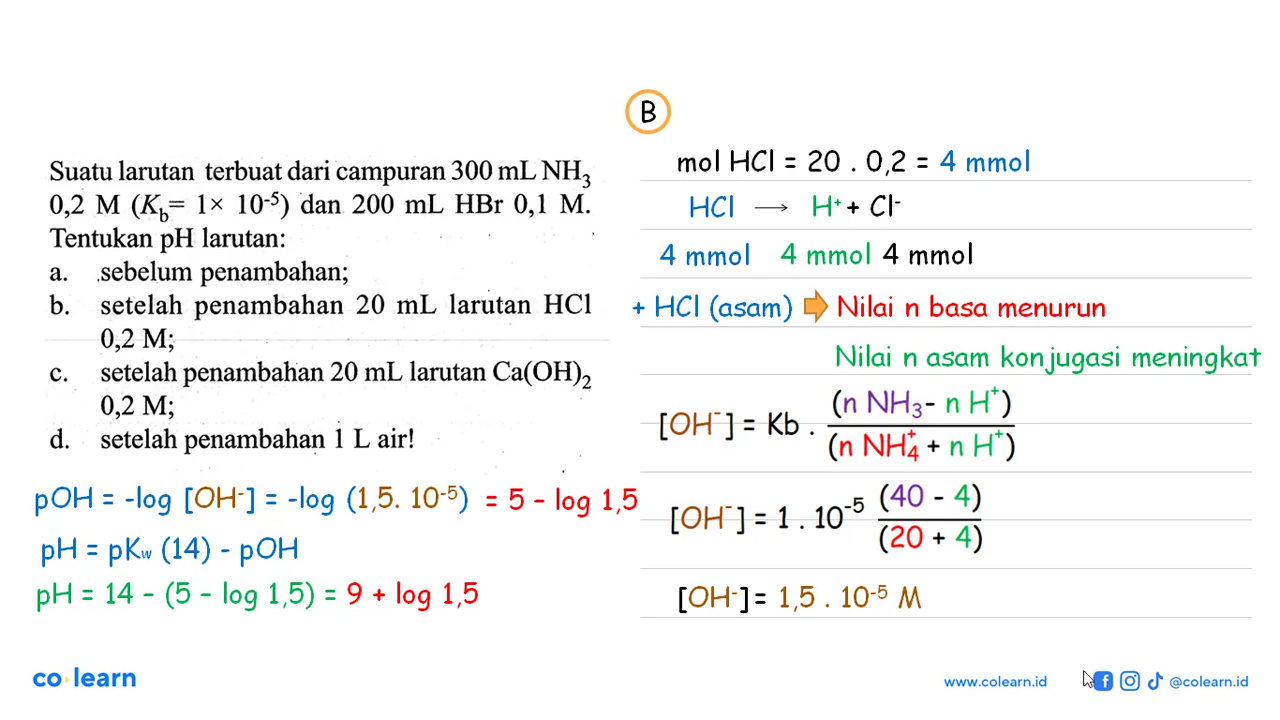 Suatu larutan terbuat dari campuran 300 mL NH₃
0,2 M (K_b= 1× 10⁻⁵) dan 200 mL HBr 0,1 M.
Tentukan pH larutan:
a. sebelum penambahan;
b. setelah penambahan 20 mL larutan HCl
0,2 M;
c. setelah penambahan 20 mL larutan Ca(OH)₂
0,2 M;
d. setelah penambahan 1 L air!
pOH = -log [OH⁻] = -log (1,5. 10⁻⁵) = 5 - log 1,5
pH = pKw (14) - pOH
pH = 14 - (5 - log 1,5) = 9 + log 1,5
B
mol HCl = 20 . 0,2 = 4 mmol
HCl → H⁺ + Cl⁻
4 mmol 4 mmol 4 mmol
+ HCl (asam) ➡ Nilai n basa menurun
Nilai n asam konjugasi meningkat
[OH⁻] = Kb . (n NH₃ - n H⁺)
(n NH₄⁺ + n H⁺)
[OH⁻] = 1 . 10⁻⁵ (40 - 4)
(20 + 4)
[OH⁻] = 1,5 . 10⁻⁵ M
co·learn
www.colearn.id @colearn.id